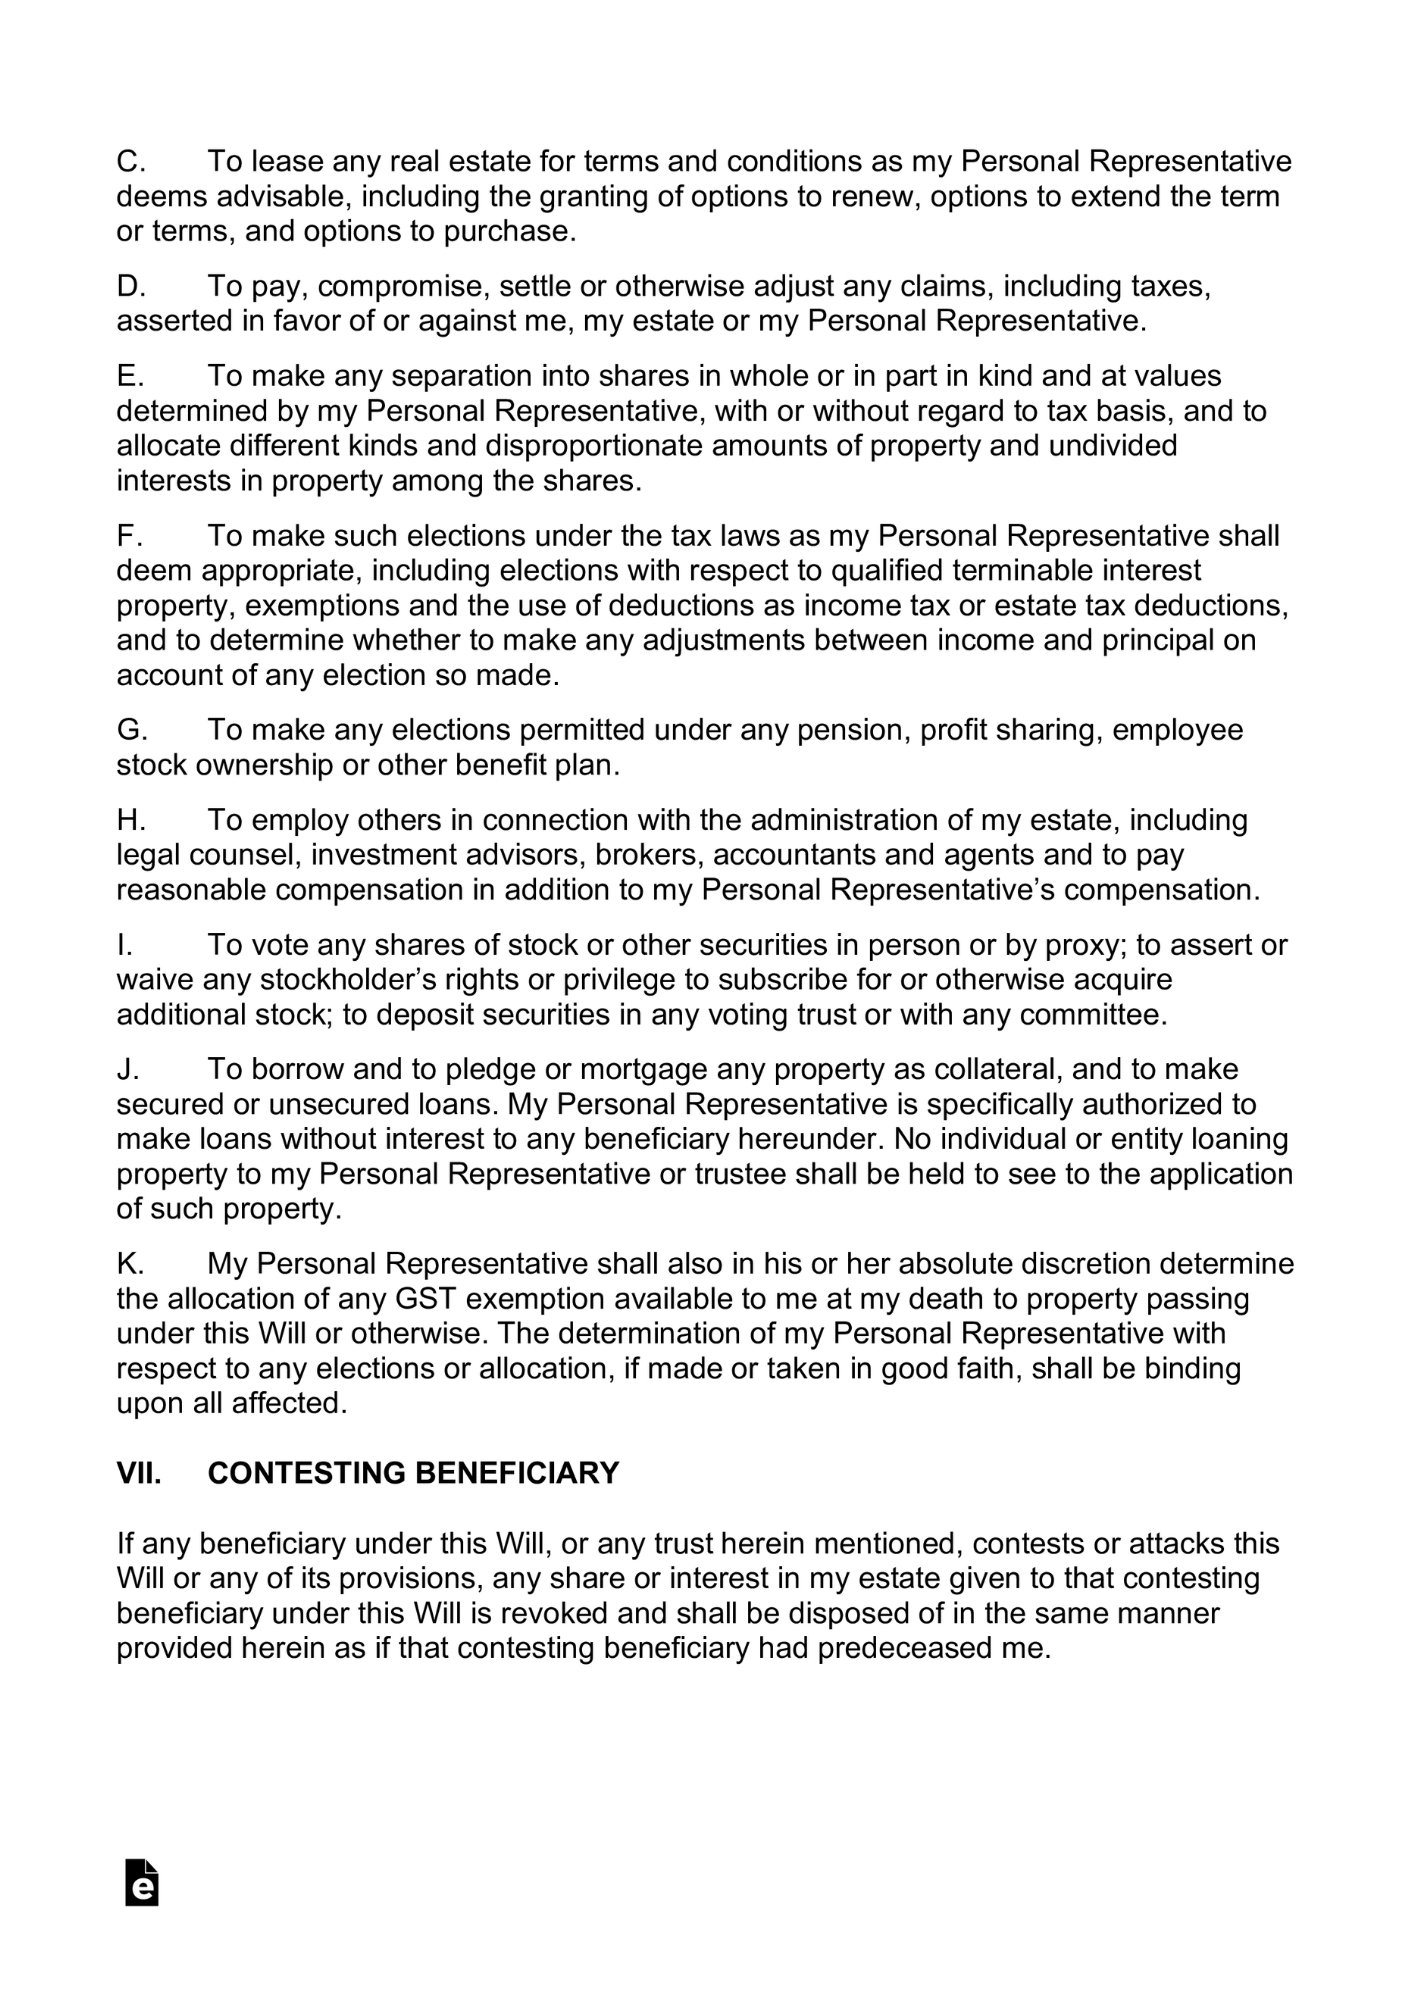 C. To lease any real estate for terms and conditions as my Personal Representative
deems advisable, including the granting of options to renew, options to extend the term
or terms, and options to purchase.
D. To pay, compromise, settle or otherwise adjust any claims, including taxes,
asserted in favor of or against me, my estate or my Personal Representative.
E. To make any separation into shares in whole or in part in kind and at values
determined by my Personal Representative, with or without regard to tax basis, and to
allocate different kinds and disproportionate amounts of property and undivided
interests in property among the shares.
F. To make such elections under the tax laws as my Personal Representative shall
deem appropriate, including elections with respect to qualified terminable interest
property, exemptions and the use of deductions as income tax or estate tax deductions,
and to determine whether to make any adjustments between income and principal on
account of any election so made.
G. To make any elections permitted under any pension, profit sharing, employee
stock ownership or other benefit plan.
H. To employ others in connection with the administration of my estate, including
legal counsel, investment advisors, brokers, accountants and agents and to pay
reasonable compensation in addition to my Personal Representative’s compensation.
I. To vote any shares of stock or other securities in person or by proxy; to assert or
waive any stockholder’s rights or privilege to subscribe for or otherwise acquire
additional stock; to deposit securities in any voting trust or with any committee.
J. To borrow and to pledge or mortgage any property as collateral, and to make
secured or unsecured loans. My Personal Representative is specifically authorized to
make loans without interest to any beneficiary hereunder. No individual or entity loaning
property to my Personal Representative or trustee shall be held to see to the application
of such property.
K. My Personal Representative shall also in his or her absolute discretion determine
the allocation of any GST exemption available to me at my death to property passing
under this Will or otherwise. The determination of my Personal Representative with
respect to any elections or allocation, if made or taken in good faith, shall be binding
upon all affected.
VII. CONTESTING BENEFICIARY
If any beneficiary under this Will, or any trust herein mentioned, contests or attacks this
Will or any of its provisions, any share or interest in my estate given to that contesting
beneficiary under this Will is revoked and shall be disposed of in the same manner
provided herein as if that contesting beneficiary had predeceased me.
e